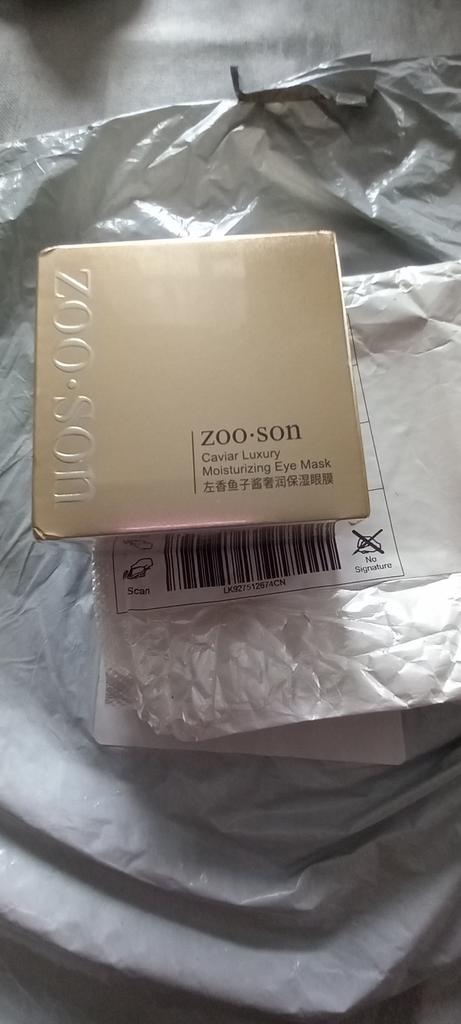 zoo·son
zoo·son
Caviar Luxury
Moisturizing Eye Mask
左香鱼子酱奢润保湿眼膜
Scan
LK927512674CN
No
Signature